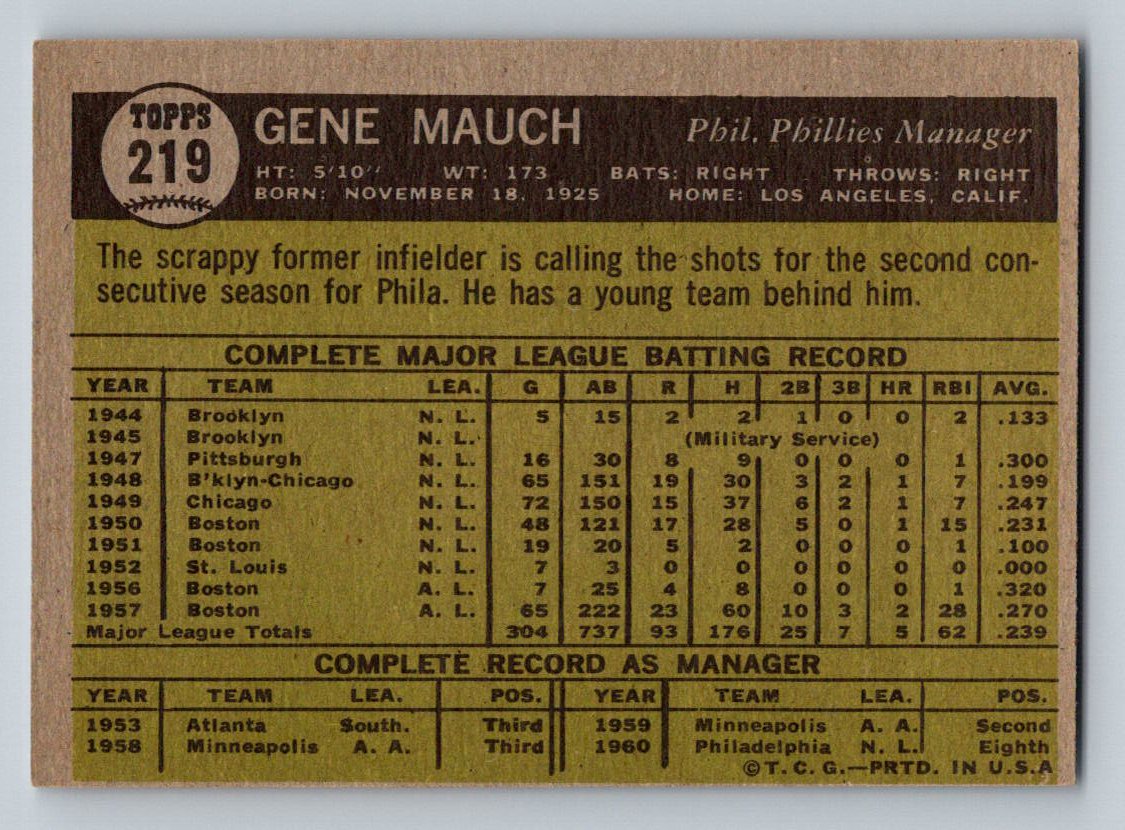 TOPPS
219
GENE MAUCH Phil. Phillies Manager
HT: 5'10" WT: 173 BATS: RIGHT THROWS: RIGHT
BORN: NOVEMBER 18, 1925 HOME: LOS ANGELES, CALIF.
The scrappy former infielder is calling the shots for the second con-
secutive season for Phila. He has a young team behind him.
COMPLETE MAJOR LEAGUE BATTING RECORD
YEAR TEAM LEA. G AB R H 2B 3B HR RBI AVG.
1944 Brooklyn N. L. 5 15 2 2 1 0 0 2 .133
1945 Brooklyn N. L. (Military Service)
1947 Pittsburgh N. L. 16 30 8 9 0 0 0 1 .300
1948 B'klyn-Chicago N. L. 65 151 19 30 3 2 1 7 .199
1949 Chicago N. L. 72 150 15 37 6 2 1 7 .247
1950 Boston N. L. 48 121 17 28 5 0 1 15 .231
1951 Boston N. L. 19 20 5 2 0 0 0 1 .100
1952 St. Louis N. L. 7 3 0 0 0 0 0 0 .000
1956 Boston A. L. 7 25 4 8 0 0 0 1 .320
1957 Boston A. L. 65 222 23 60 10 3 2 28 .270
Major League Totals 304 737 93 176 25 7 5 62 .239
COMPLETE RECORD AS MANAGER
YEAR TEAM LEA. POS. YEAR TEAM LEA. POS.
1953 Atlanta South. Third 1959 Minneapolis A. A. Second
1958 Minneapolis A. A. Third 1960 Philadelphia N. L. Eighth
©T. C. G.—PRTD. IN U.S.A